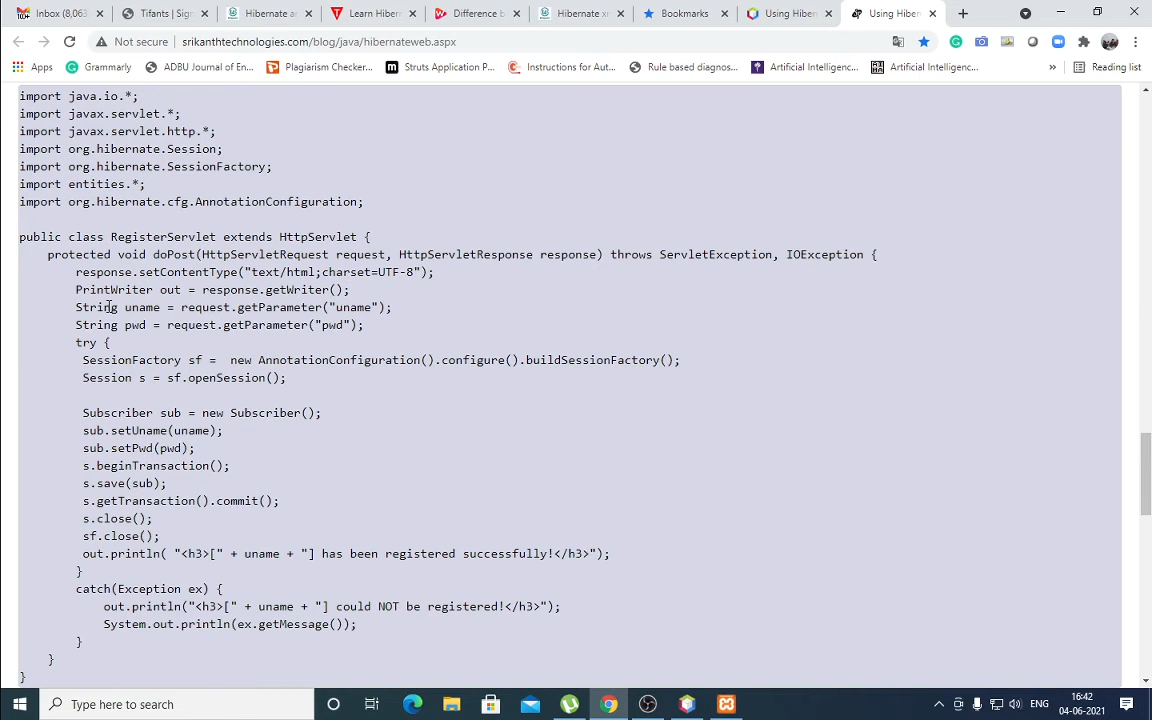 Inbox (8,063
Tifants | Sign
Hibernate a
Learn Hibern
Difference b
Hibernate x
Bookmarks
Using Hiber
Using Hiber
Not secure
srikanthtechnologies.com/blog/java/hibernateweb.aspx
Apps
Grammarly
ADBU Journal of En...
Plagiarism Checker...
Struts Application P...
Instructions for Aut...
Rule based diagnos...
Artificial Intelligenc...
Artificial Intelligenc...
»
Reading list
import java.io.*;
import javax.servlet.*;
import javax.servlet.http.*;
import org.hibernate.Session;
import org.hibernate.SessionFactory;
import entities.*;
import org.hibernate.cfg.AnnotationConfiguration;
public class RegisterServlet extends HttpServlet {
protected void doPost(HttpServletRequest request, HttpServletResponse response) throws ServletException, IOException {
response.setContentType("text/html;charset=UTF-8");
PrintWriter out = response.getWriter();
String uname = request.getParameter("uname");
String pwd = request.getParameter("pwd");
try {
SessionFactory sf =  new AnnotationConfiguration().configure().buildSessionFactory();
Session s = sf.openSession();
Subscriber sub = new Subscriber();
sub.setUname(uname);
sub.setPwd(pwd);
s.beginTransaction();
s.save(sub);
s.getTransaction().commit();
s.close();
sf.close();
out.println( "<h3>[" + uname + "] has been registered successfully!</h3>");
}
catch(Exception ex) {
out.println("<h3>[" + uname + "] could NOT be registered!</h3>");
System.out.println(ex.getMessage());
}
}
}
Type here to search
ENG
16:42
04-06-2021